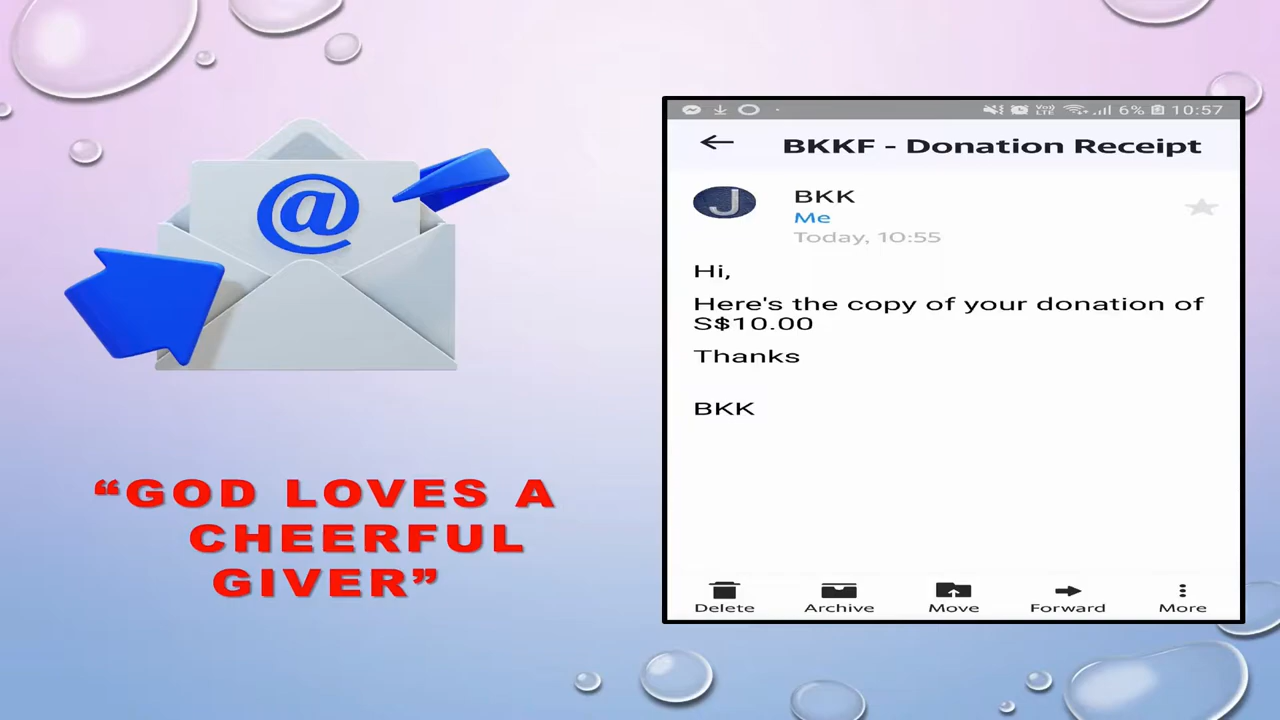 @
“GOD LOVES A
CHEERFUL
GIVER”
6% 10:57
BKKF - Donation Receipt
J
BKK
Me
Today, 10:55
Hi,
Here's the copy of your donation of
S$10.00
Thanks
BKK
Delete Archive Move Forward More